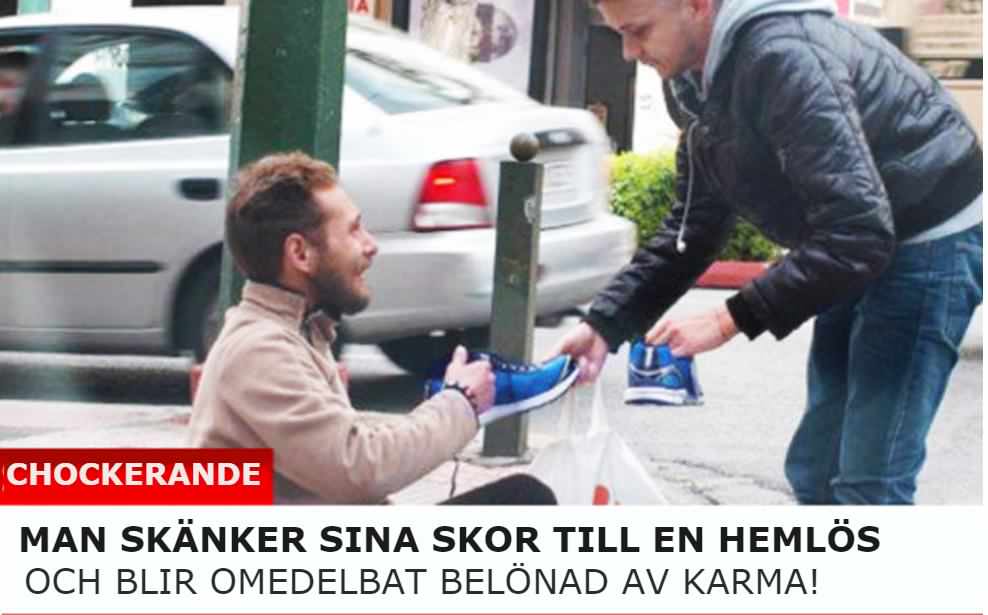 CHOCKERANDE
MAN SKÄNKER SINA SKOR TILL EN HEMLÖS
OCH BLIR OMEDELBAT BELÖNAD AV KARMA!